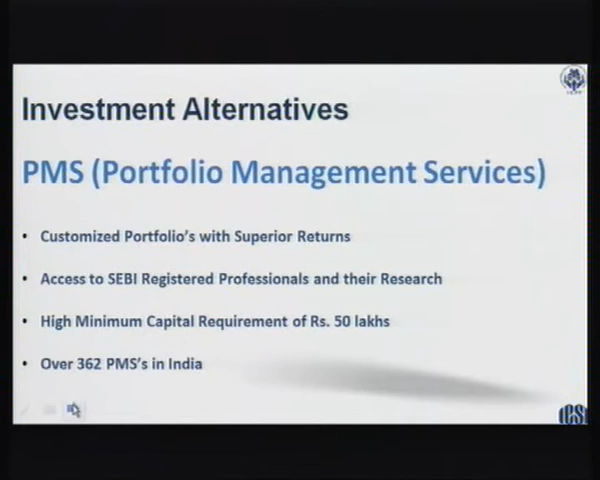 Investment Alternatives
PMS (Portfolio Management Services)
• Customized Portfolio's with Superior Returns
• Access to SEBI Registered Professionals and their Research
• High Minimum Capital Requirement of Rs. 50 lakhs
• Over 362 PMS's in India